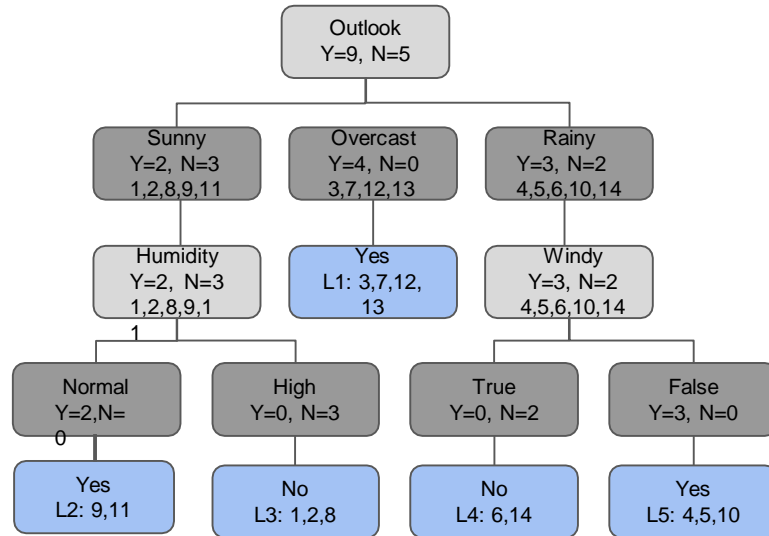 Outlook
Y=9, N=5
Sunny
Y=2, N=3
1,2,8,9,11
Overcast
Y=4, N=0
3,7,12,13
Rainy
Y=3, N=2
4,5,6,10,14
Humidity
Y=2, N=3
1,2,8,9,1
1
Yes
L1: 3,7,12,
13
Windy
Y=3, N=2
4,5,6,10,14
Normal
Y=2,N=
0
High
Y=0, N=3
True
Y=0, N=2
False
Y=3, N=0
Yes
L2: 9,11
No
L3: 1,2,8
No
L4: 6,14
Yes
L5: 4,5,10